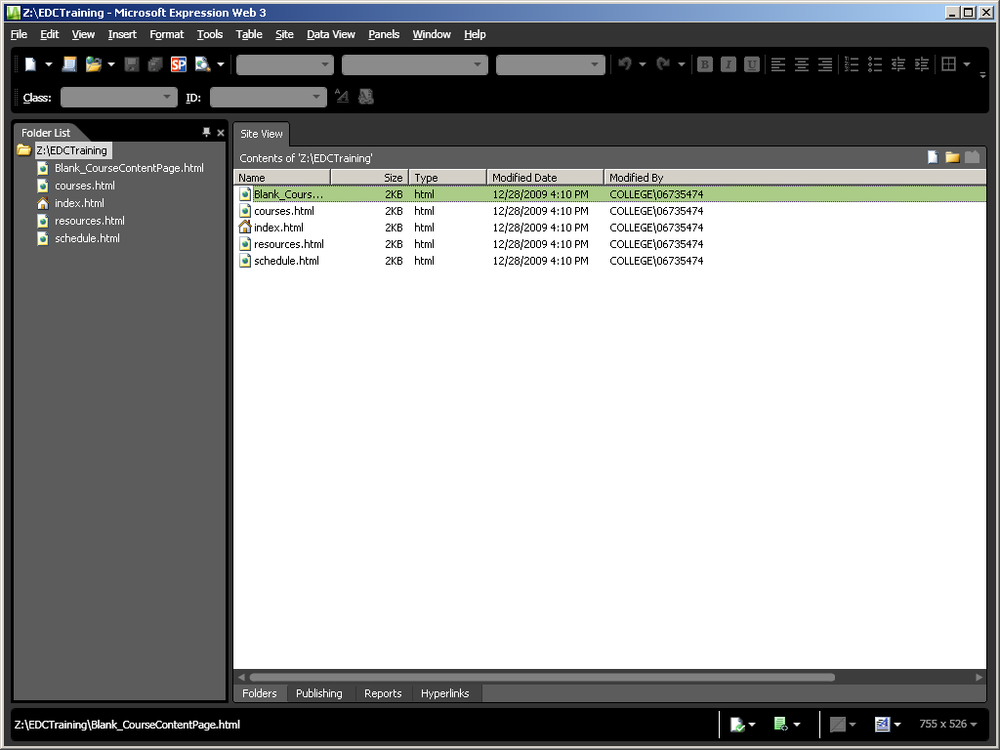 Z:\EDCTraining - Microsoft Expression Web 3
File Edit View Insert Format Tools Table Site Data View Panels Window Help
SP B I U
Class: ID:
Folder List
Z:\EDCTraining
Blank_CourseContentPage.html
courses.html
index.html
resources.html
schedule.html
Site View
Contents of 'Z:\EDCTraining'
Name Size Type Modified Date Modified By
Blank_Cours... 2KB html 12/28/2009 4:10 PM COLLEGE\06735474
courses.html 2KB html 12/28/2009 4:10 PM COLLEGE\06735474
index.html 2KB html 12/28/2009 4:10 PM COLLEGE\06735474
resources.html 2KB html 12/28/2009 4:10 PM COLLEGE\06735474
schedule.html 2KB html 12/28/2009 4:10 PM COLLEGE\06735474
Folders Publishing Reports Hyperlinks
Z:\EDCTraining\Blank_CourseContentPage.html 755 x 526